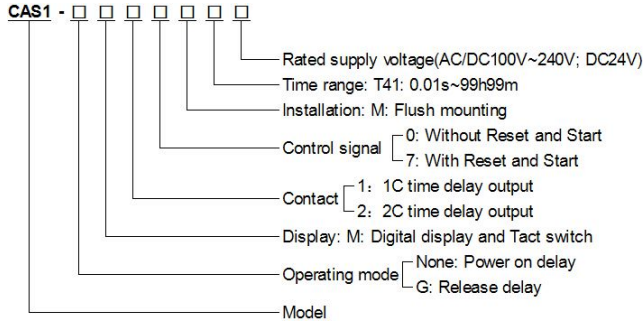 CAS1 - □ □ □ □ □ □ □
Rated supply voltage(AC/DC100V~240V; DC24V)
Time range: T41: 0.01s~99h99m
Installation: M: Flush mounting
Control signal
0: Without Reset and Start
7: With Reset and Start
Contact
1: 1C time delay output
2: 2C time delay output
Display: M: Digital display and Tact switch
Operating mode
None: Power on delay
G: Release delay
Model